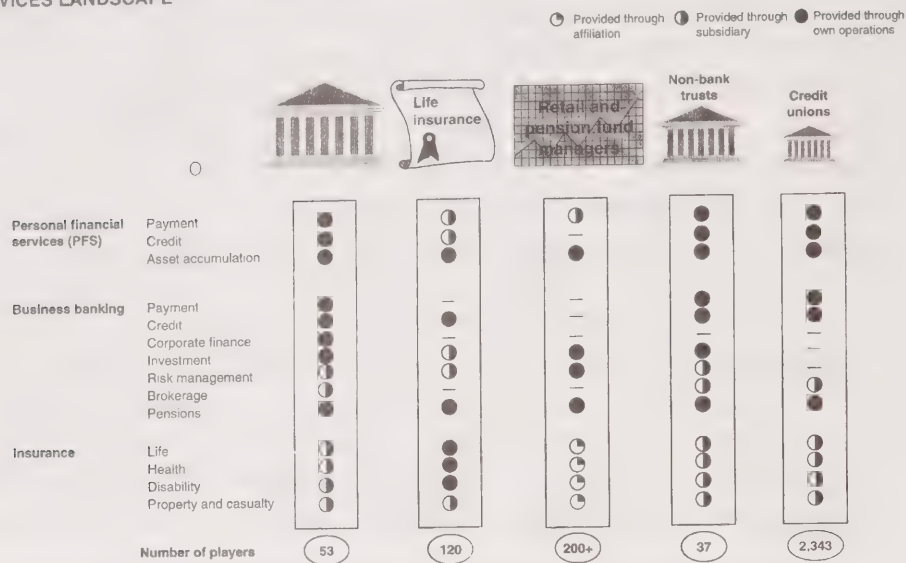 VICES LANDSCAPE
Provided through affiliation
Provided through subsidiary
Provided through own operations
Life insurance
Retail and pension fund managers
Non-bank trusts
Credit unions
Personal financial services (PFS)
Payment
Credit
Asset accumulation
Business banking
Payment
Credit
Corporate finance
Investment
Risk management
Brokerage
Pensions
Insurance
Life
Health
Disability
Property and casualty
Number of players
53
120
200+
37
2,343